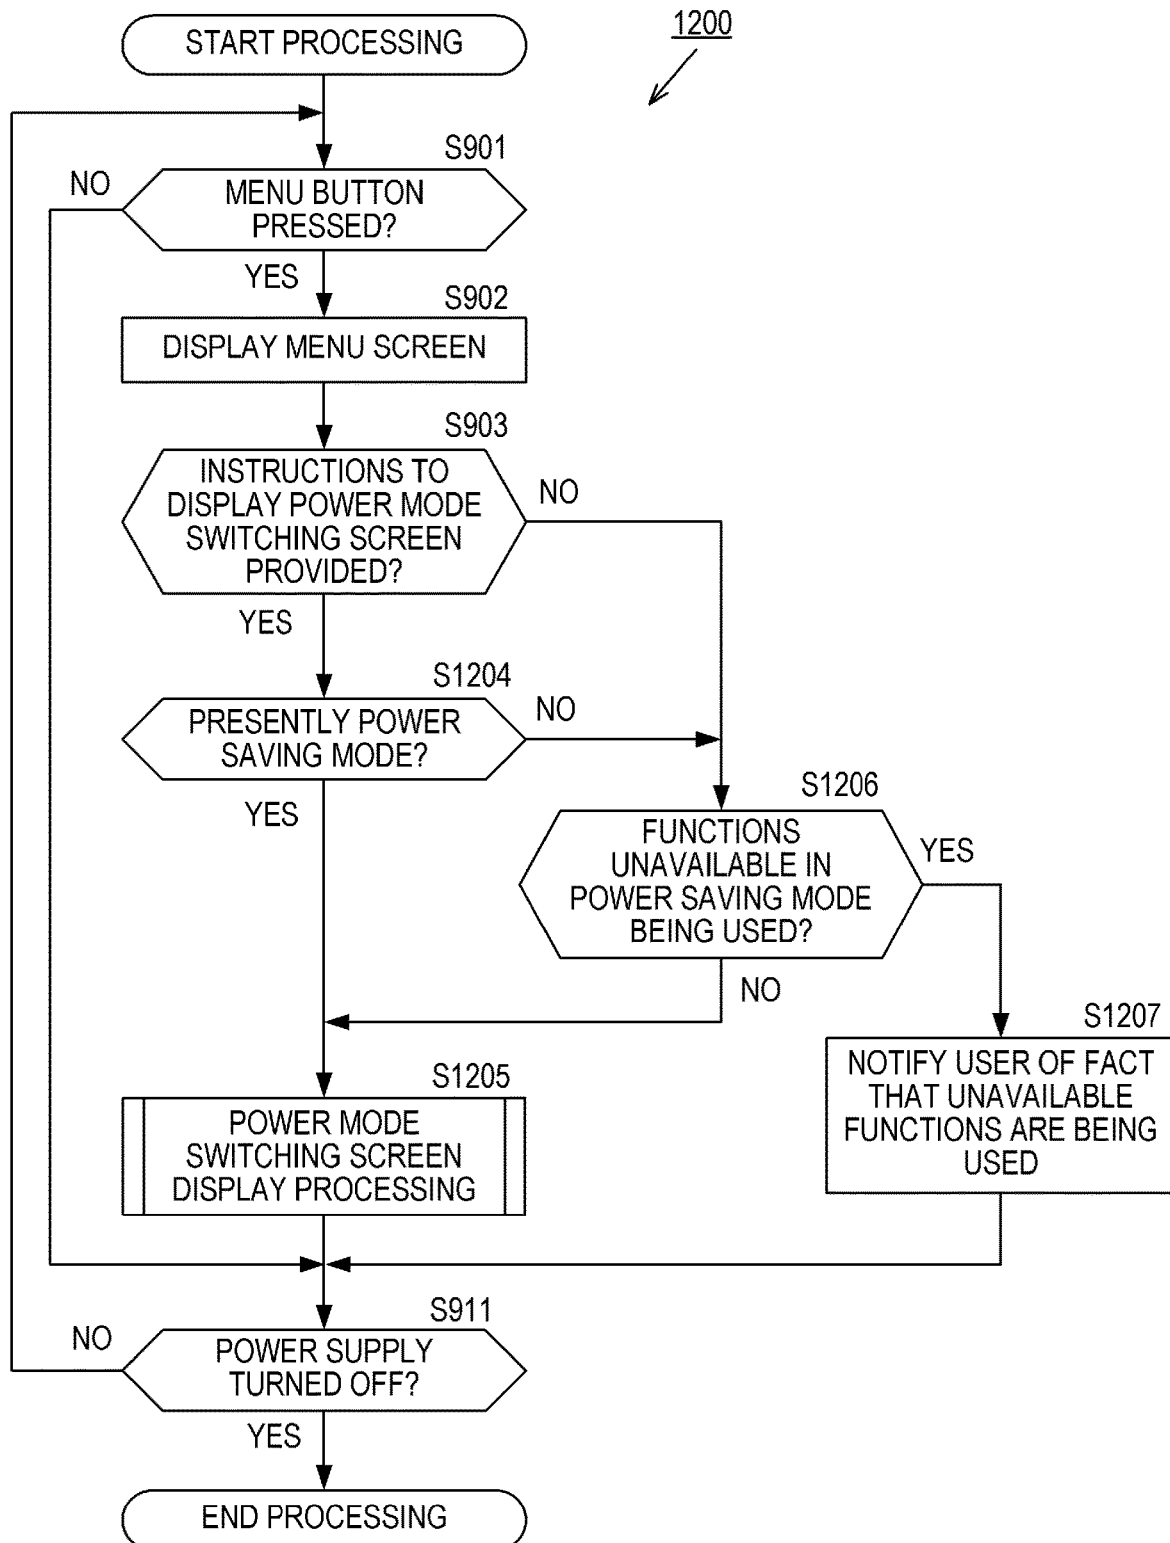 START PROCESSING
1200
S901
NO
MENU BUTTON
PRESSED?
YES
S902
DISPLAY MENU SCREEN
S903
INSTRUCTIONS TO
DISPLAY POWER MODE
SWITCHING SCREEN
PROVIDED?
NO
YES
S1204
PRESENTLY POWER
SAVING MODE?
NO
YES
S1206
FUNCTIONS
UNAVAILABLE IN
POWER SAVING MODE
BEING USED?
YES
NO
S1207
NOTIFY USER OF FACT
THAT UNAVAILABLE
FUNCTIONS ARE BEING
USED
S1205
POWER MODE
SWITCHING SCREEN
DISPLAY PROCESSING
S911
NO
POWER SUPPLY
TURNED OFF?
YES
END PROCESSING